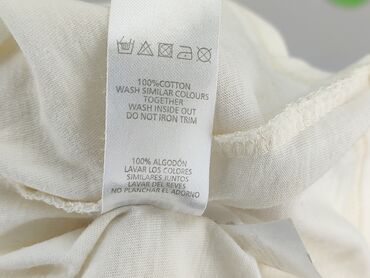 100%COTTON
WASH SIMILAR COLOURS
TOGETHER
WASH INSIDE OUT
DO NOT IRON TRIM
100% ALGODÓN
LAVAR LOS COLORES
SIMILARES JUNTOS
LAVAR DEL REVES
NO PLANCHAR EL ADORNO